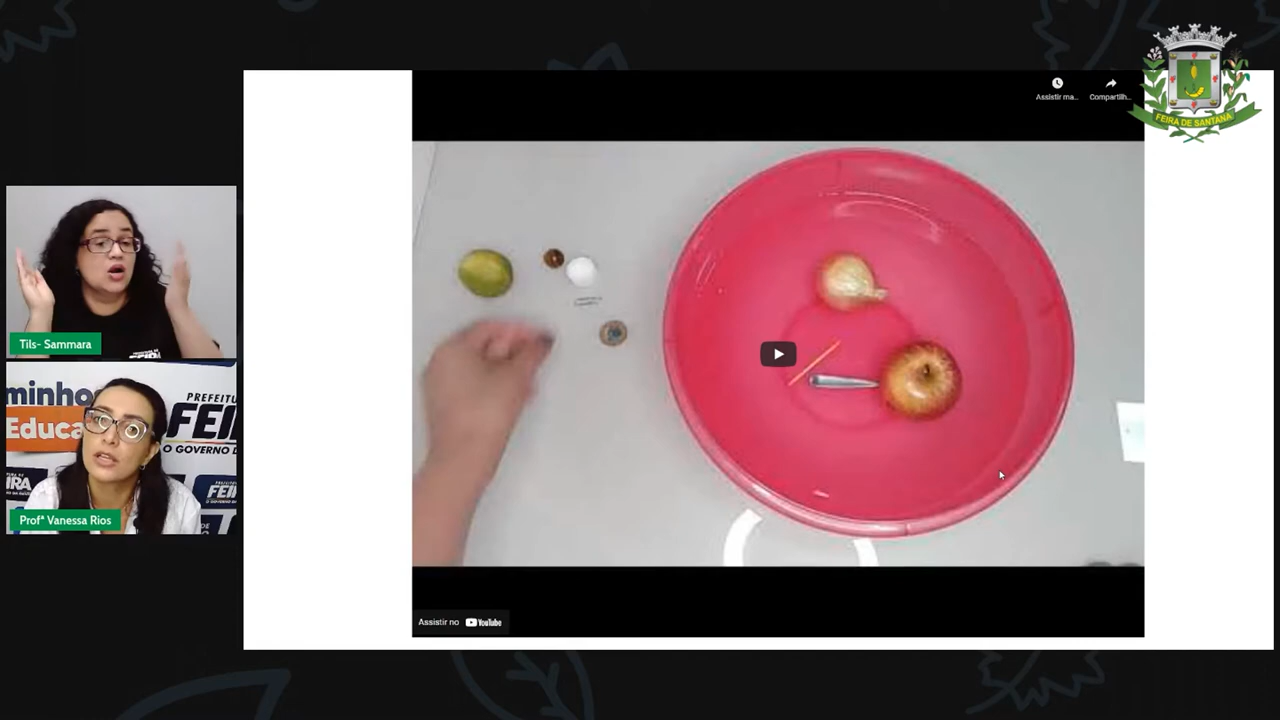 Assistir ma...
Compartilh...
FEIRA DE SANTANA
Tils- Sammara
minho
Educa
PREFEITU
FEI
O GOVERNO D
IRA
FEI
Profª Vanessa Rios
Assistir no YouTube